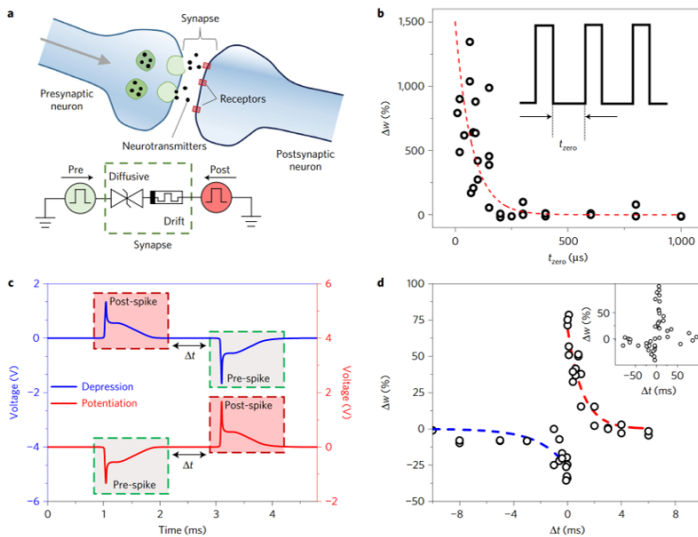 a
Synapse
Presynaptic
neuron
Receptors
Neurotransmitters
Postsynaptic
neuron
Pre
Post
Diffusive
Drift
Synapse
b
1,500
1,000
500
0
Δw (%)
t_zero
0
500
1,000
t_zero (μs)
c
2
0
−2
−4
−6
Voltage (V)
6
4
2
0
−2
Voltage (V)
Post-spike
Δt
Pre-spike
Depression
Potentiation
Post-spike
Δt
Pre-spike
0
1
2
3
4
Time (ms)
d
100
75
50
25
0
−25
−50
Δw (%)
50
0
Δw (%)
−50
0
50
Δt (ms)
−8
−4
0
4
8
Δt (ms)